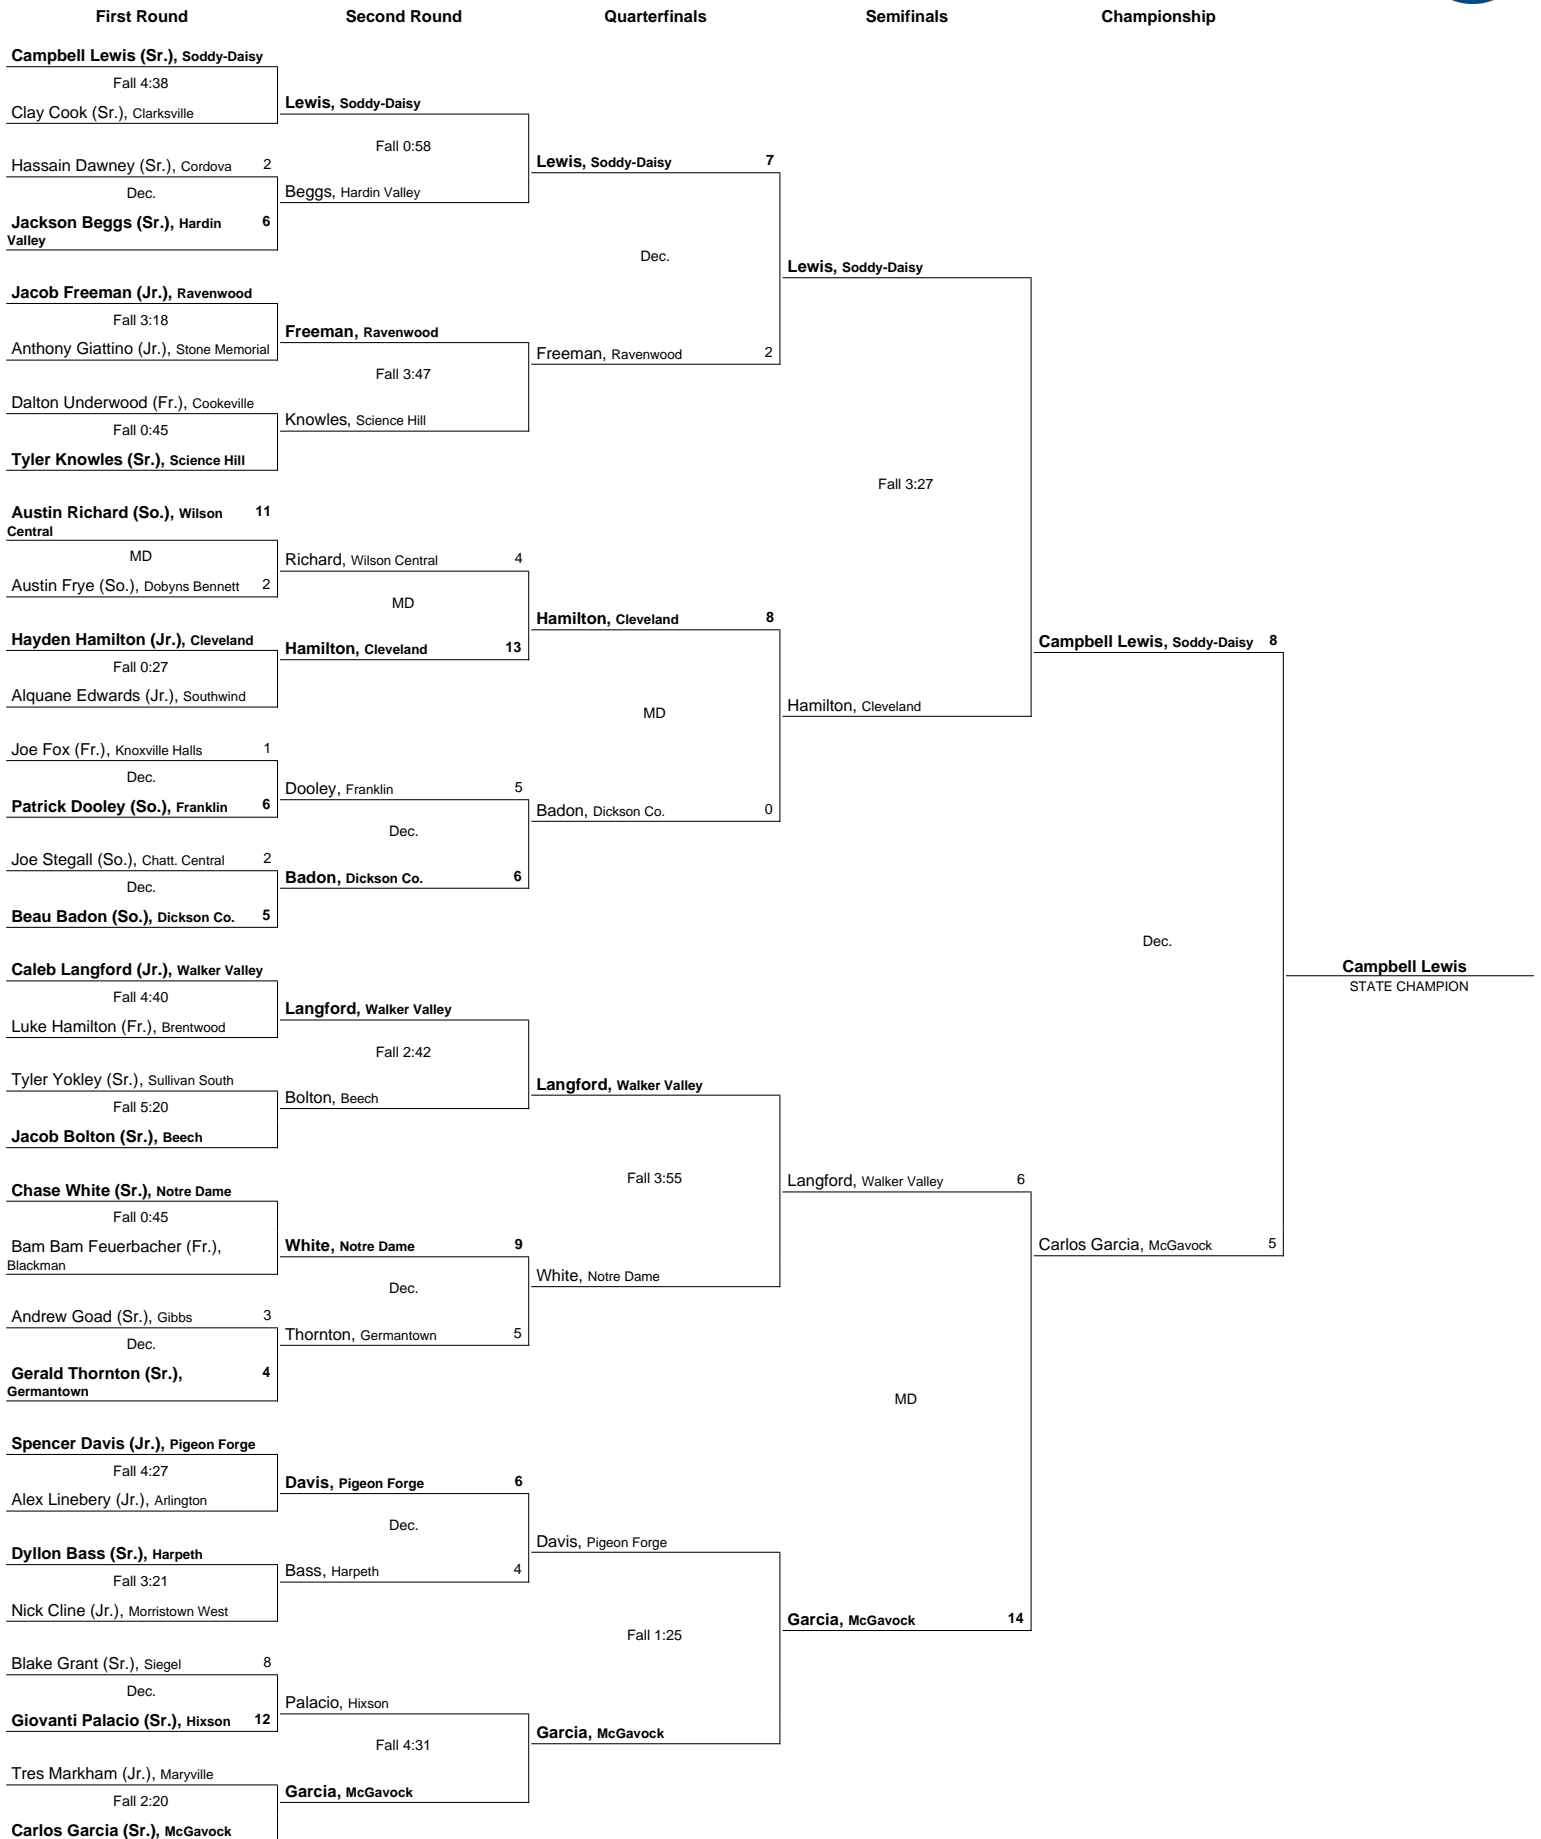 First Round Second Round Quarterfinals Semifinals Championship
Campbell Lewis (Sr.), Soddy-Daisy
Fall 4:38
Clay Cook (Sr.), Clarksville
Hassain Dawney (Sr.), Cordova 2
Dec.
Jackson Beggs (Sr.), Hardin 6
Valley
Jacob Freeman (Jr.), Ravenwood
Fall 3:18
Anthony Giattino (Jr.), Stone Memorial
Dalton Underwood (Fr.), Cookeville
Fall 0:45
Tyler Knowles (Sr.), Science Hill
Austin Richard (So.), Wilson 11
Central
MD
Austin Frye (So.), Dobyns Bennett 2
Hayden Hamilton (Jr.), Cleveland
Fall 0:27
Alquane Edwards (Jr.), Southwind
Joe Fox (Fr.), Knoxville Halls 1
Dec.
Patrick Dooley (So.), Franklin 6
Joe Stegall (So.), Chatt. Central 2
Dec.
Beau Badon (So.), Dickson Co. 5
Caleb Langford (Jr.), Walker Valley
Fall 4:40
Luke Hamilton (Fr.), Brentwood
Tyler Yokley (Sr.), Sullivan South
Fall 5:20
Jacob Bolton (Sr.), Beech
Chase White (Sr.), Notre Dame
Fall 0:45
Bam Bam Feuerbacher (Fr.),
Blackman
Andrew Goad (Sr.), Gibbs 3
Dec.
Gerald Thornton (Sr.), 4
Germantown
Spencer Davis (Jr.), Pigeon Forge
Fall 4:27
Alex Linebery (Jr.), Arlington
Dyllon Bass (Sr.), Harpeth
Fall 3:21
Nick Cline (Jr.), Morristown West
Blake Grant (Sr.), Siegel 8
Dec.
Giovanti Palacio (Sr.), Hixson 12
Tres Markham (Jr.), Maryville
Fall 2:20
Carlos Garcia (Sr.), McGavock
Lewis, Soddy-Daisy
Fall 0:58
Beggs, Hardin Valley
Freeman, Ravenwood
Fall 3:47
Knowles, Science Hill
Richard, Wilson Central 4
MD
Hamilton, Cleveland 13
Dooley, Franklin 5
Dec.
Badon, Dickson Co. 6
Langford, Walker Valley
Fall 2:42
Bolton, Beech
White, Notre Dame 9
Dec.
Thornton, Germantown 5
Davis, Pigeon Forge 6
Dec.
Bass, Harpeth 4
Palacio, Hixson
Fall 4:31
Garcia, McGavock
Lewis, Soddy-Daisy 7
Dec.
Freeman, Ravenwood 2
Hamilton, Cleveland 8
MD
Badon, Dickson Co. 0
Langford, Walker Valley
Fall 3:55
White, Notre Dame
Davis, Pigeon Forge
Fall 1:25
Garcia, McGavock
Lewis, Soddy-Daisy
Fall 3:27
Hamilton, Cleveland
Langford, Walker Valley 6
MD
Garcia, McGavock 14
Campbell Lewis, Soddy-Daisy 8
Dec.
Carlos Garcia, McGavock 5
Campbell Lewis
STATE CHAMPION